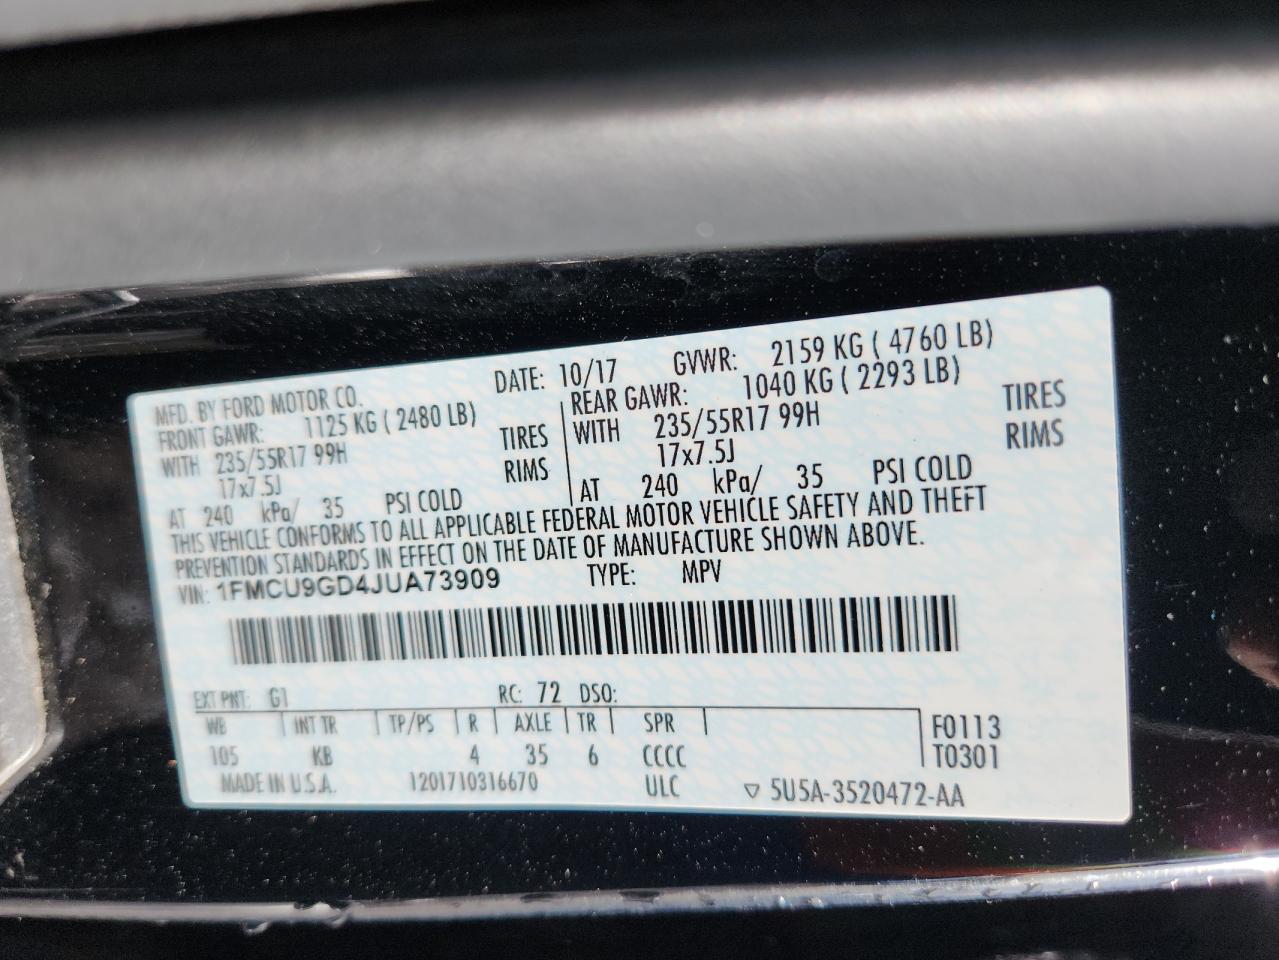 MFD. BY FORD MOTOR CO. DATE: 10/17 GVWR: 2159 KG ( 4760 LB)
FRONT GAWR: 1125 KG ( 2480 LB) REAR GAWR: 1040 KG ( 2293 LB)
WITH 235/55R17 99H TIRES WITH 235/55R17 99H TIRES
17x7.5J RIMS 17x7.5J RIMS
AT 240 kPa/ 35 PSI COLD AT 240 kPa/ 35 PSI COLD
THIS VEHICLE CONFORMS TO ALL APPLICABLE FEDERAL MOTOR VEHICLE SAFETY AND THEFT
PREVENTION STANDARDS IN EFFECT ON THE DATE OF MANUFACTURE SHOWN ABOVE.
VIN: 1FMCU9GD4JUA73909 TYPE: MPV
EXT PNT: G1 RC: 72 DSO:
WB INT TR TP/PS R AXLE TR SPR F0113
105 KB 4 35 6 CCCC T0301
MADE IN U.S.A. 1201710316670 ULC ▽ 5U5A-3520472-AA